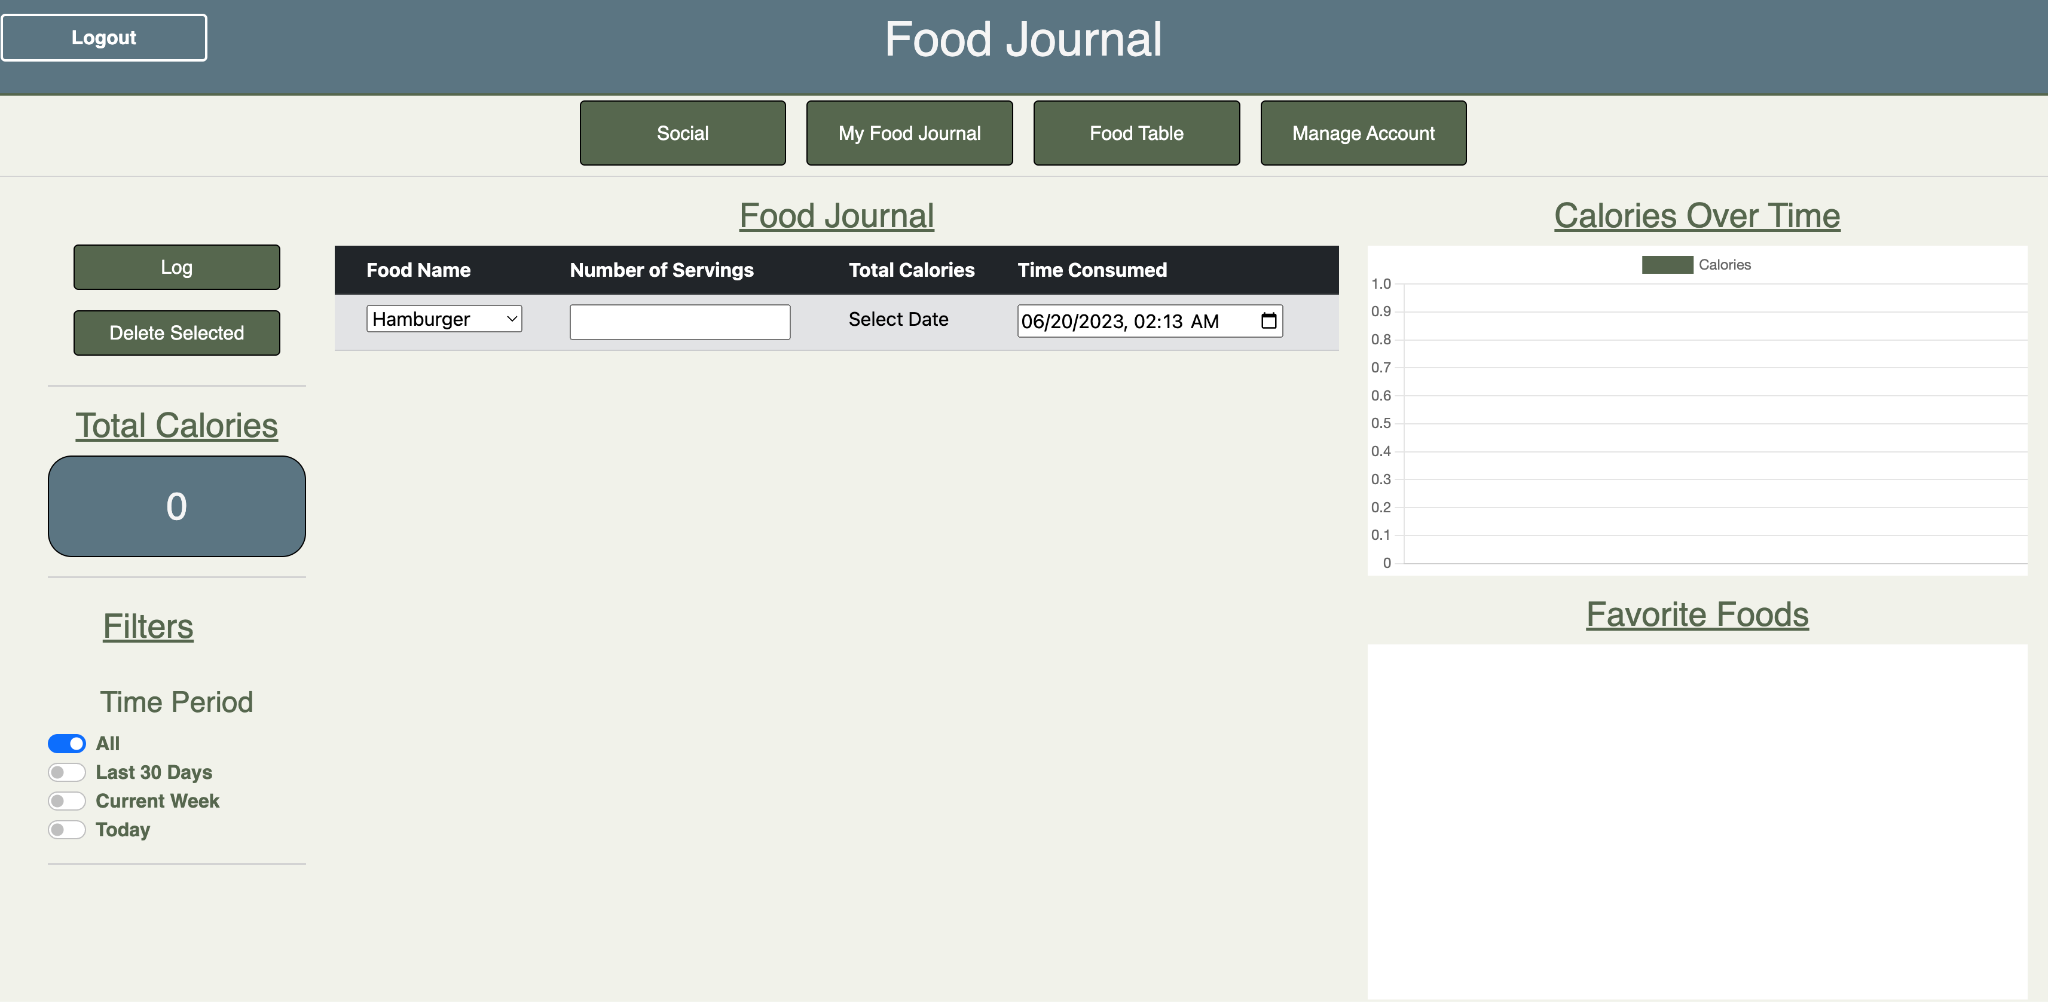 Logout
Food Journal
Social
My Food Journal
Food Table
Manage Account
Log
Delete Selected
Total Calories
0
Filters
Time Period
All
Last 30 Days
Current Week
Today
Food Journal
Food Name Number of Servings Total Calories Time Consumed
Hamburger Select Date 06/20/2023, 02:13 AM
Calories Over Time
Calories
1.0
0.9
0.8
0.7
0.6
0.5
0.4
0.3
0.2
0.1
0
Favorite Foods